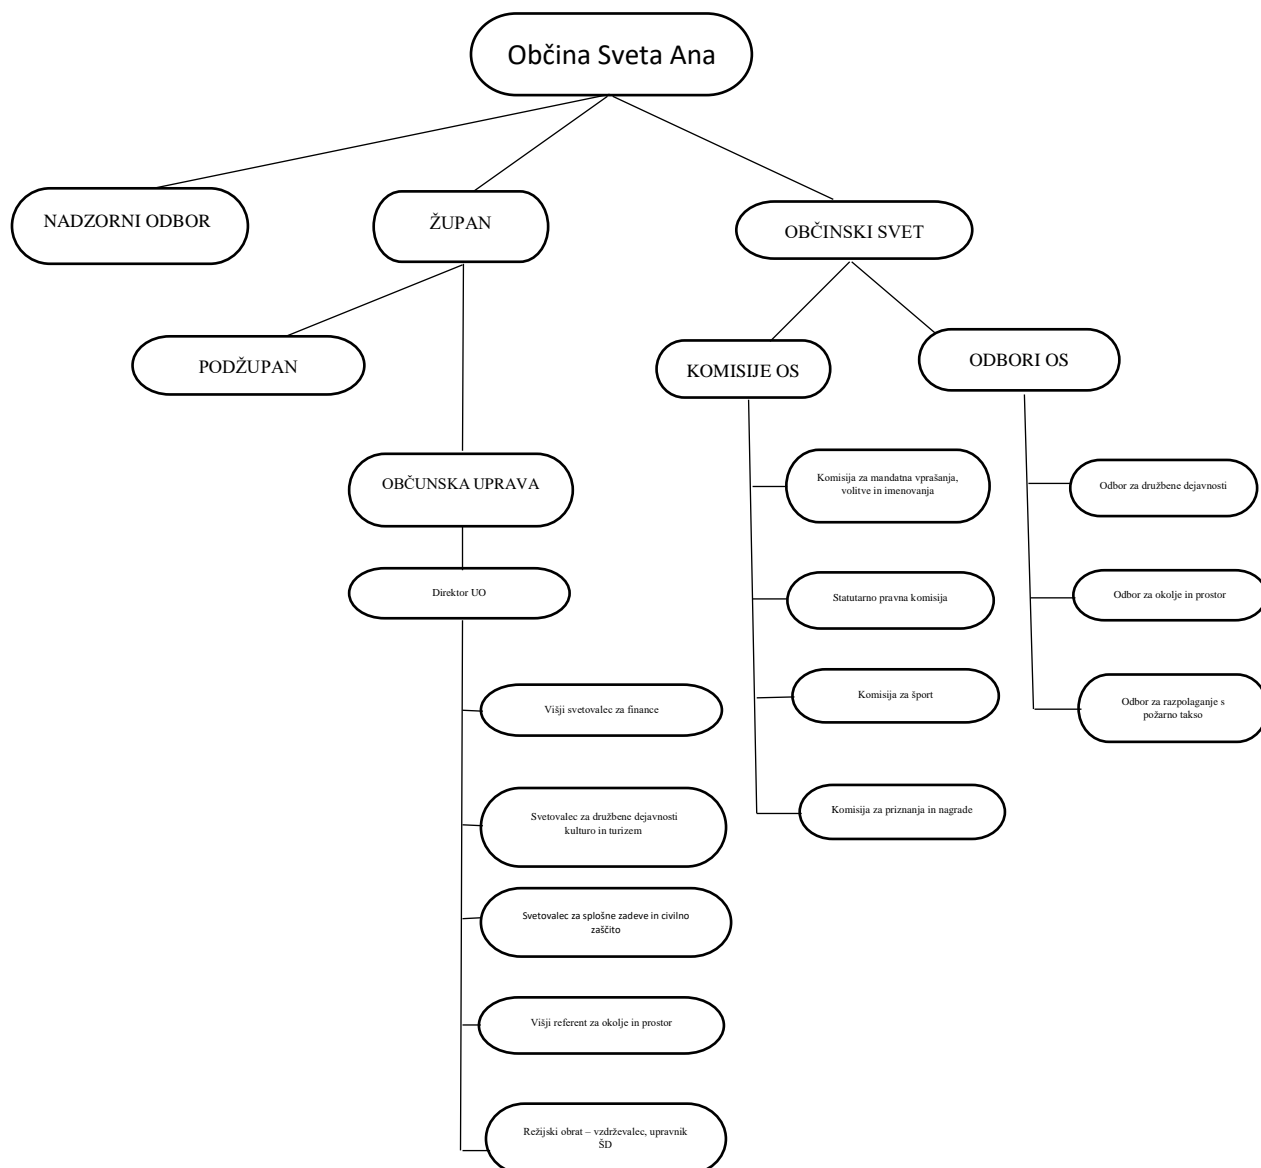 Občina Sveta Ana
NADZORNI ODBOR
ŽUPAN
OBČINSKI SVET
PODŽUPAN
KOMISIJE OS
ODBORI OS
OBČUNSKA UPRAVA
Direktor UO
Višji svetovalec za finance
Svetovalec za družbene dejavnosti
kulturo in turizem
Svetovalec za splošne zadeve in civilno
zaščito
Višji referent za okolje in prostor
Režijski obrat – vzdrževalec, upravnik
ŠD
Komisija za mandatna vprašanja,
volitve in imenovanja
Statutarno pravna komisija
Komisija za šport
Komisija za priznanja in nagrade
Odbor za družbene dejavnosti
Odbor za okolje in prostor
Odbor za razpolaganje s
požarno takso